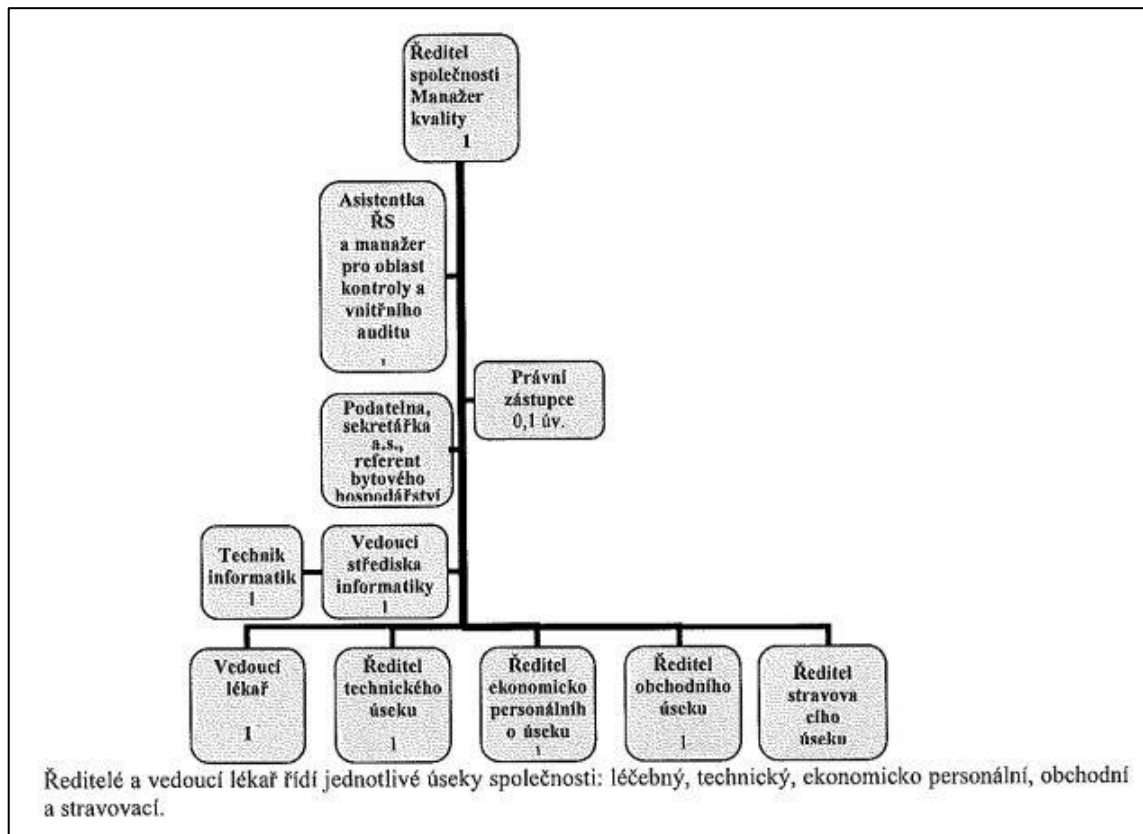 Ředitel
společnosti
Manažer
kvality
1
Asistentka
ŘS
a manažer
pro oblast
kontroly a
vnitřního
auditu
Právní
zástupce
0,1 úv.
Podatelna,
sekretářka
a.s.,
referent
bytového
hospodářství
Technik
informatik
1
Vedoucí
střediska
informatiky
1
Vedoucí
lékař
1
Ředitel
technického
úseku
1
Ředitel
ekonomicko
personálníh
o úseku
1
Ředitel
obchodního
úseku
1
Ředitel
stravova
cího
úseku
Ředitelé a vedoucí lékař řídí jednotlivé úseky společnosti: léčebný, technický, ekonomicko personální, obchodní
a stravovací.